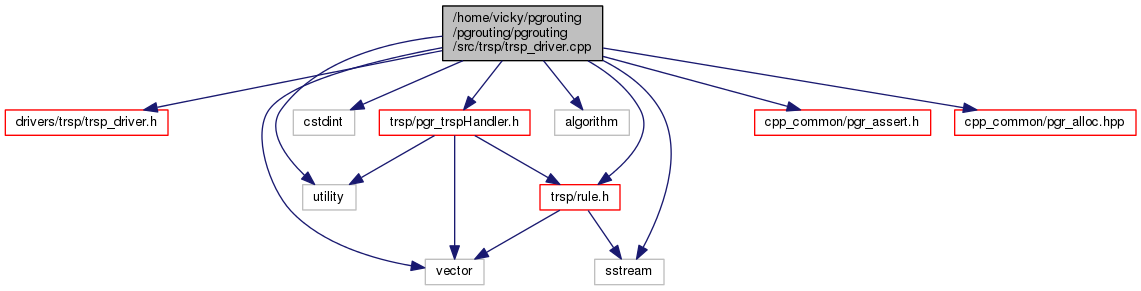 /home/vicky/pgrouting
/pgrouting/pgrouting
/src/trsp/trsp_driver.cpp
drivers/trsp/trsp_driver.h
cstdint
trsp/pgr_trspHandler.h
algorithm
cpp_common/pgr_assert.h
cpp_common/pgr_alloc.hpp
utility
trsp/rule.h
vector
sstream